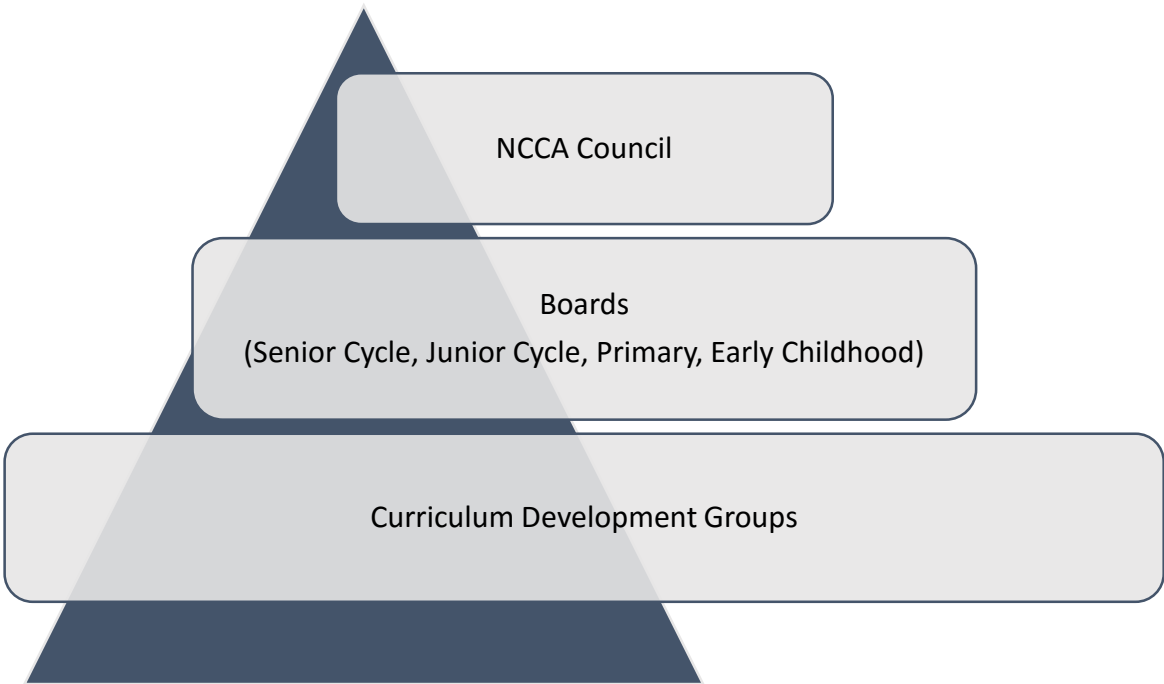 NCCA Council
Boards
(Senior Cycle, Junior Cycle, Primary, Early Childhood)
Curriculum Development Groups